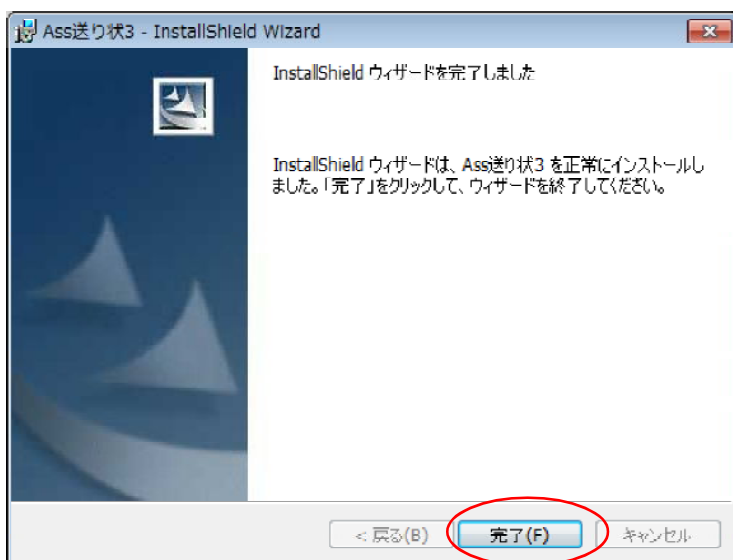 Ass送り状3 - InstallShield Wizard
InstallShield ウィザードを完了しました
InstallShield ウィザードは、Ass送り状3 を正常にインストールし
ました。「完了」をクリックして、ウィザードを終了してください。
< 戻る(B) 完了(F) キャンセル